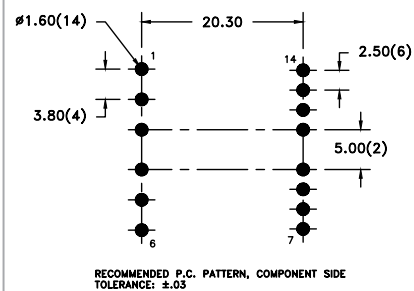 20.30
ø1.60(14)
1
14
2.50(6)
3.80(4)
5.00(2)
6
7
RECOMMENDED P.C. PATTERN, COMPONENT SIDE
TOLERANCE: ±.03